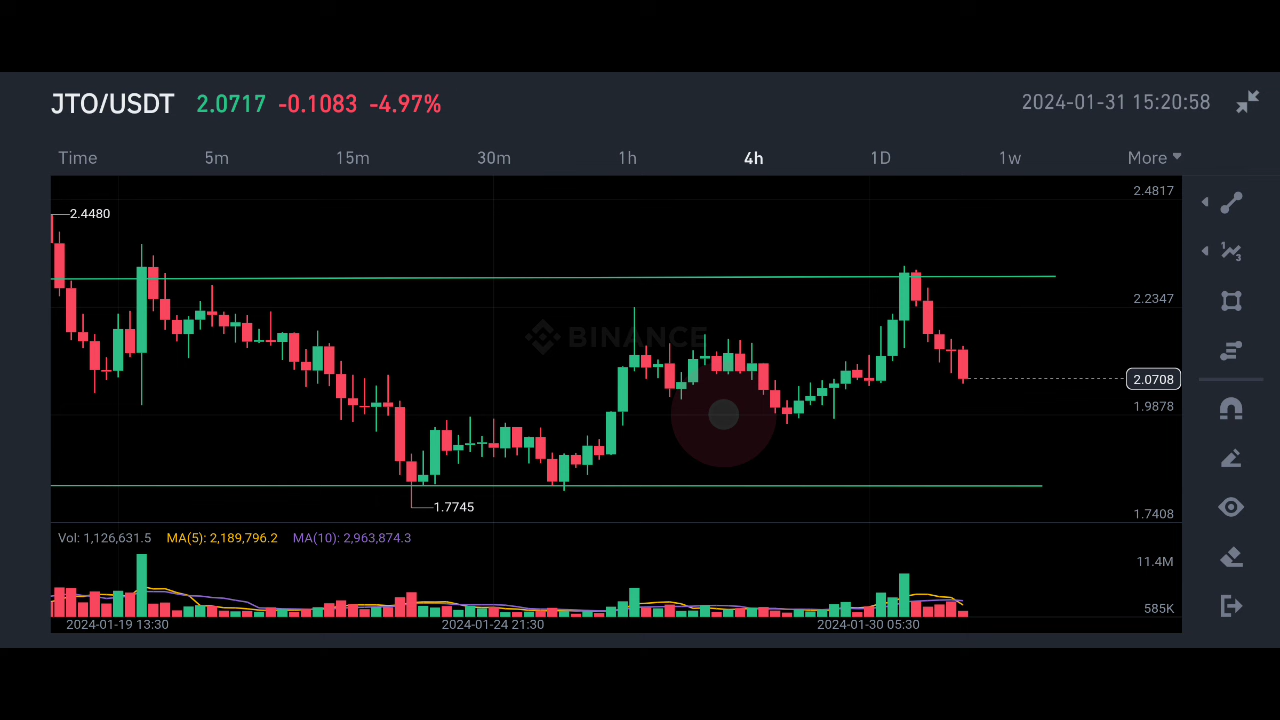 JTO/USDT 2.0717 -0.1083 -4.97% 2024-01-31 15:20:58
Time 5m 15m 30m 1h 4h 1D 1w More
2.4817
2.4480
2.2347
BINANCE
2.0708
1.9878
1.7745
1.7408
Vol: 1,126,631.5 MA(5): 2,189,796.2 MA(10): 2,963,874.3
11.4M
585K
2024-01-19 13:30 2024-01-24 21:30 2024-01-30 05:30